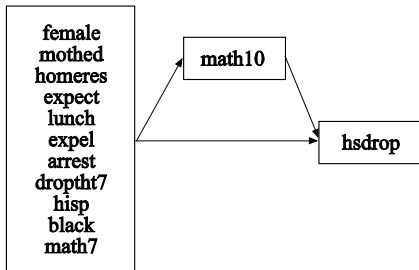 female
mothed
homeres
expect
lunch
expel
arrest
droptht7
hisp
black
math7
math10
hsdrop